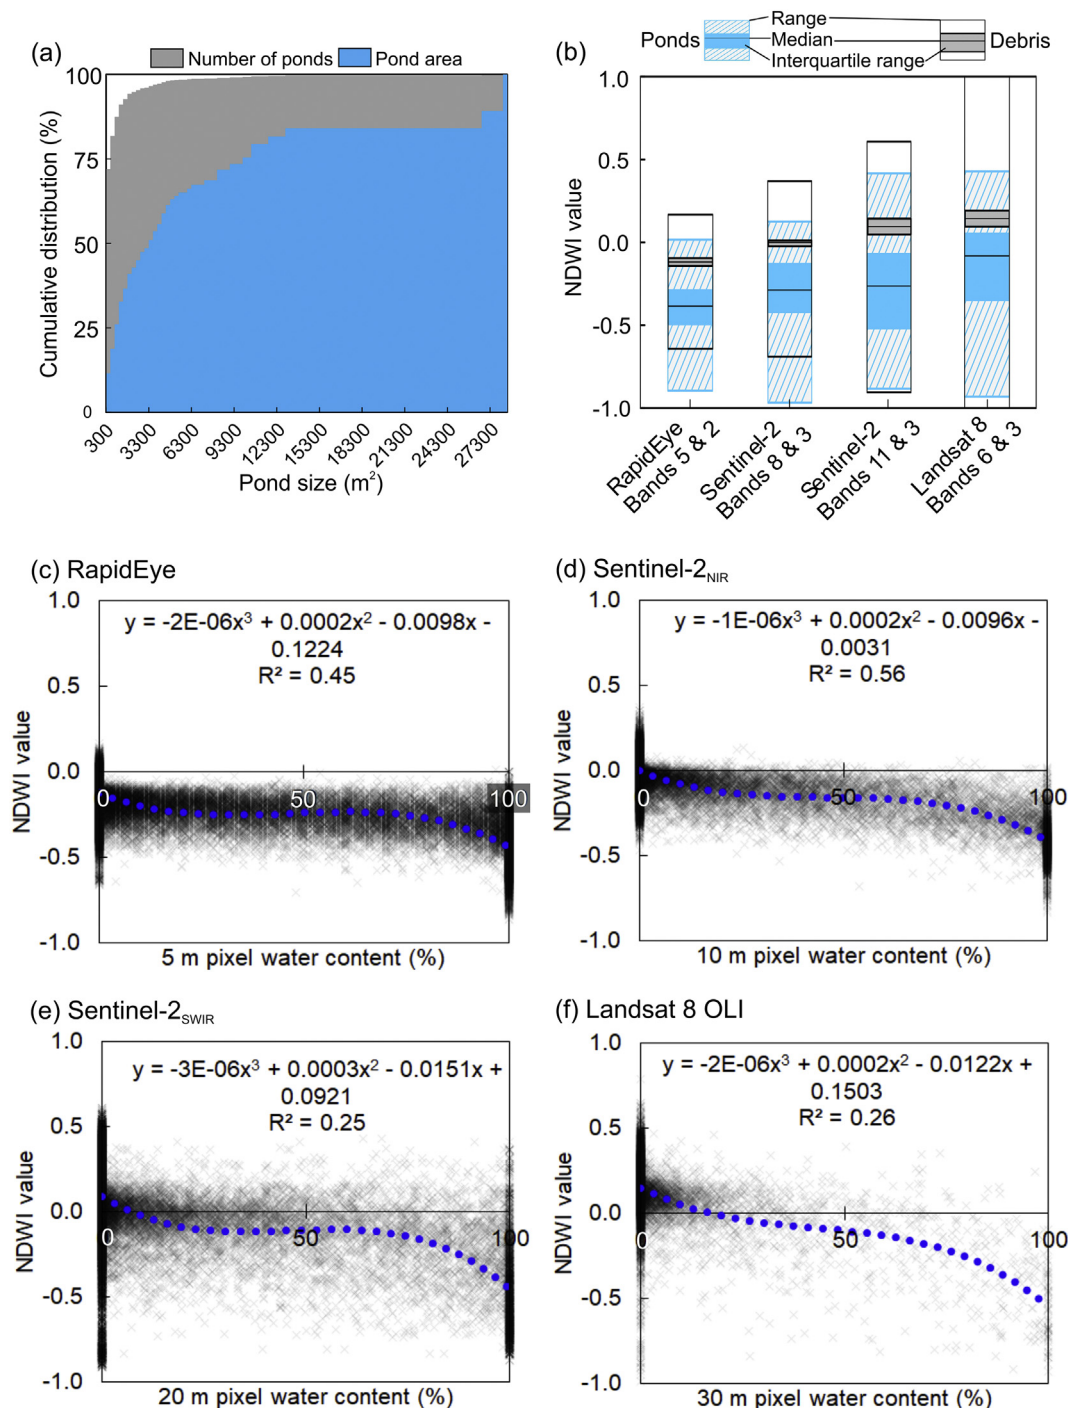 (a)
Number of ponds
Pond area
Cumulative distribution (%)
100
75
50
25
0
300
3300
6300
9300
12300
15300
18300
21300
24300
27300
Pond size (m²)
(b)
Ponds
Range
Median
Interquartile range
Debris
NDWI value
1.0
0.5
0.0
-0.5
-1.0
RapidEye
Bands 5 & 2
Sentinel-2
Bands 8 & 3
Sentinel-2
Bands 11 & 3
Landsat 8
Bands 6 & 3
(c) RapidEye
y = -2E-06x³ + 0.0002x² - 0.0098x -
0.1224
R² = 0.45
NDWI value
1.0
0.5
0.0
-0.5
-1.0
0
50
100
5 m pixel water content (%)
(d) Sentinel-2NIR
y = -1E-06x³ + 0.0002x² - 0.0096x -
0.0031
R² = 0.56
NDWI value
1.0
0.5
0.0
-0.5
-1.0
0
50
100
10 m pixel water content (%)
(e) Sentinel-2SWIR
y = -3E-06x³ + 0.0003x² - 0.0151x +
0.0921
R² = 0.25
NDWI value
1.0
0.5
0.0
-0.5
-1.0
0
50
100
20 m pixel water content (%)
(f) Landsat 8 OLI
y = -2E-06x³ + 0.0002x² - 0.0122x +
0.1503
R² = 0.26
NDWI value
1.0
0.5
0.0
-0.5
-1.0
0
50
100
30 m pixel water content (%)